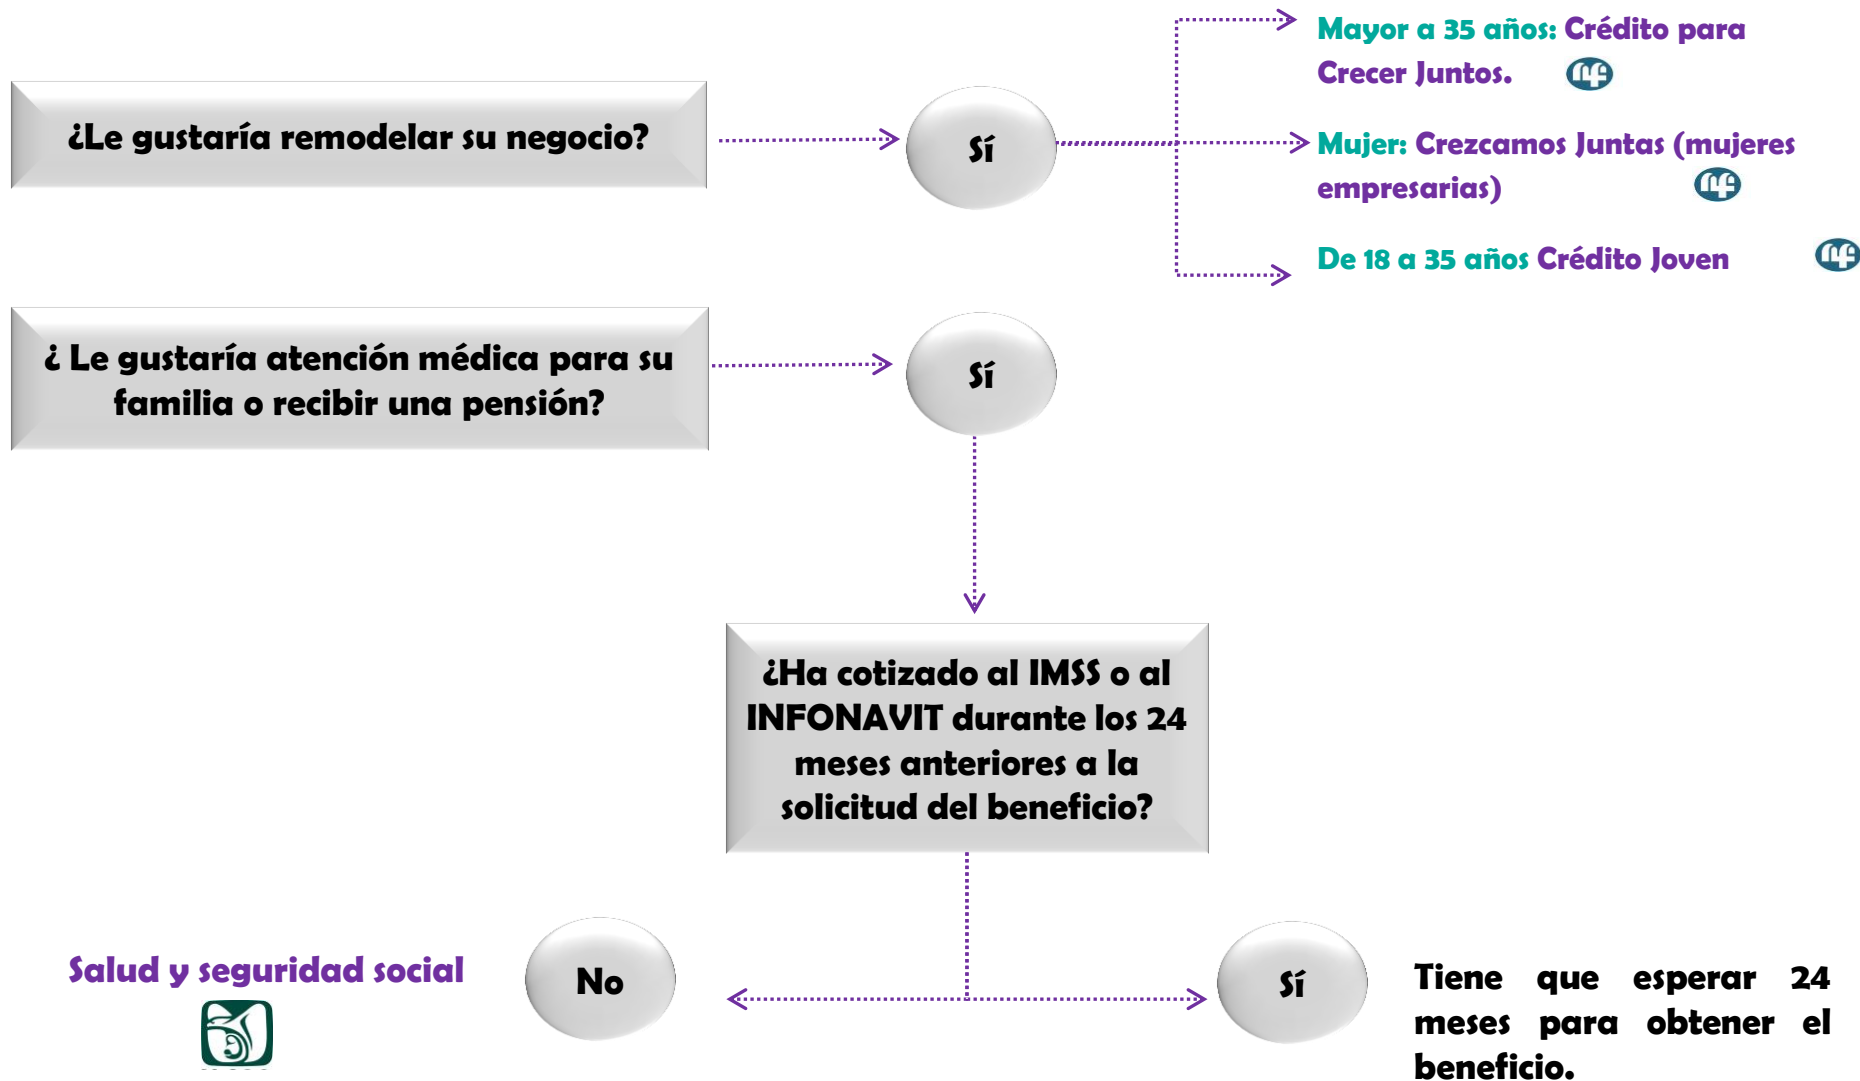 Mayor a 35 años: Crédito para
Crecer Juntos.
¿Le gustaría remodelar su negocio?
Sí
Mujer: Crezcamos Juntas (mujeres
empresarias)
De 18 a 35 años Crédito Joven
¿ Le gustaría atención médica para su
familia o recibir una pensión?
Sí
¿Ha cotizado al IMSS o al
INFONAVIT durante los 24
meses anteriores a la
solicitud del beneficio?
Salud y seguridad social
No
Sí
Tiene que esperar 24
meses para obtener el
beneficio.